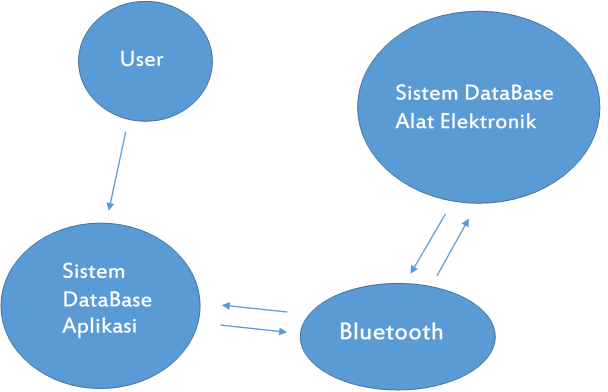 User
Sistem DataBase
Alat Elektronik
Sistem
DataBase
Aplikasi
Bluetooth